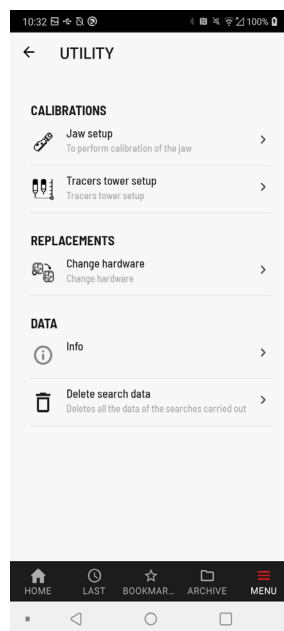 10:32 100%
UTILITY
CALIBRATIONS
Jaw setup
To perform calibration of the jaw
Tracers tower setup
Tracers tower setup
REPLACEMENTS
Change hardware
Change hardware
DATA
Info
Delete search data
Deletes all the data of the searches carried out
HOME LAST BOOKMAR... ARCHIVE MENU